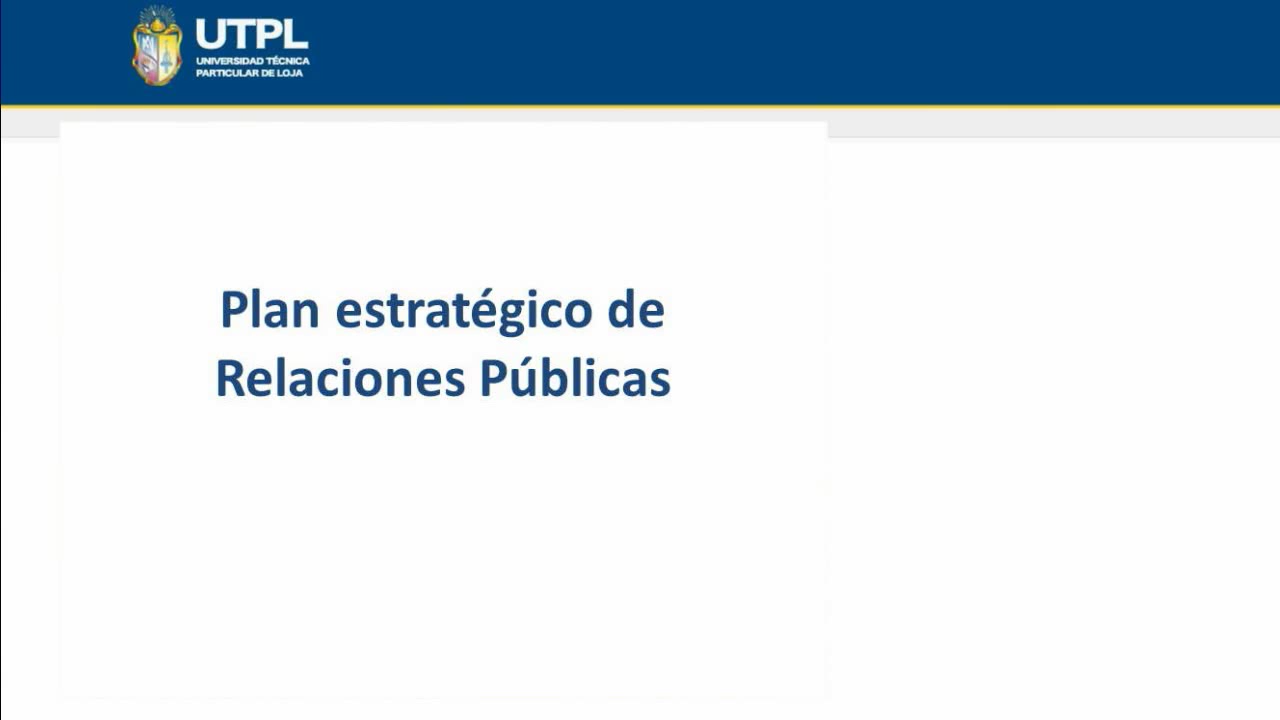 UTPL
UNIVERSIDAD TÉCNICA
PARTICULAR DE LOJA
Plan estratégico de
Relaciones Públicas